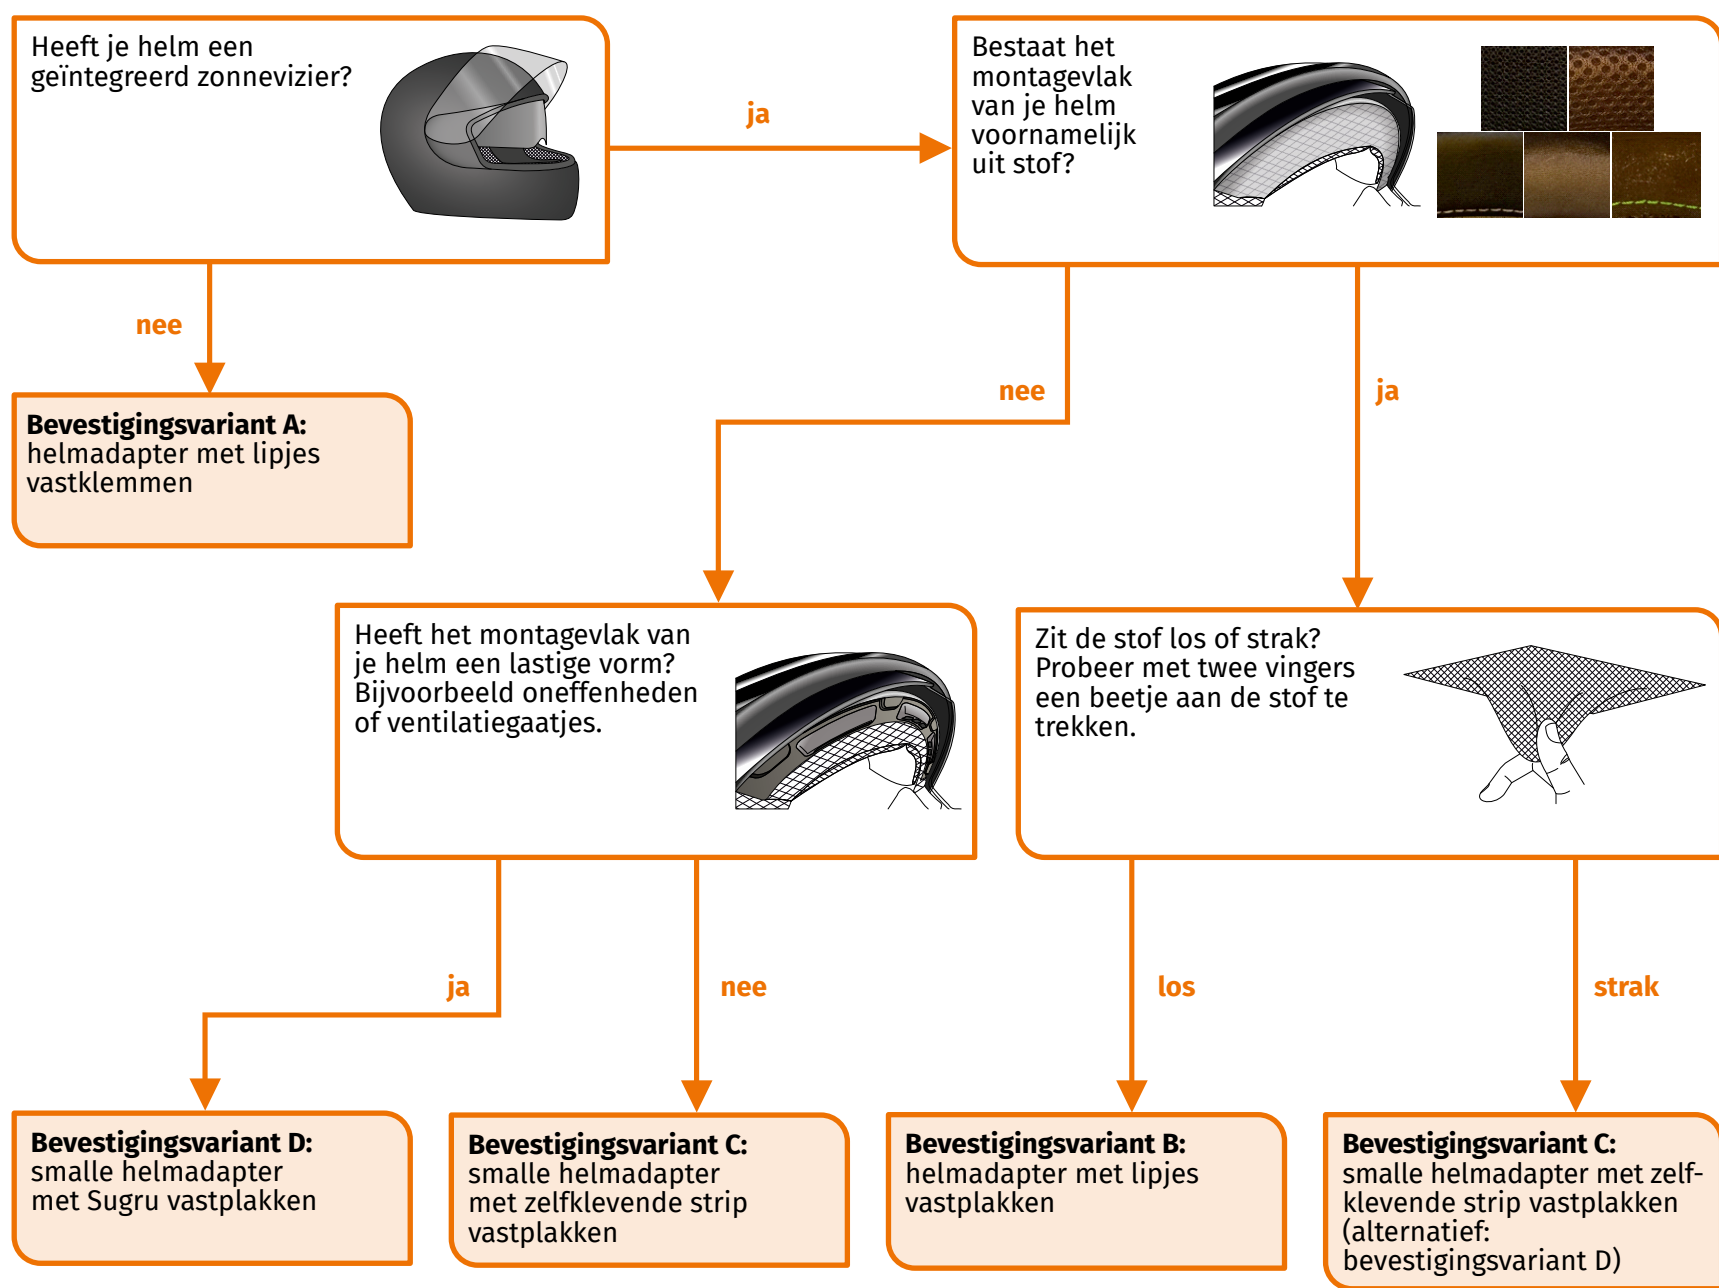 Heeft je helm een
geïntegreerd zonnevizier?
ja
Bestaat het
montagevlak
van je helm
voornamelijk
uit stof?
nee
nee
ja
Bevestigingsvariant A:
helmadapter met lipjes
vastklemmen
Heeft het montagevlak van
je helm een lastige vorm?
Bijvoorbeeld oneffenheden
of ventilatiegaatjes.
Zit de stof los of strak?
Probeer met twee vingers
een beetje aan de stof te
trekken.
ja
nee
los
strak
Bevestigingsvariant D:
smalle helmadapter
met Sugru vastplakken
Bevestigingsvariant C:
smalle helmadapter
met zelfklevende strip
vastplakken
Bevestigingsvariant B:
helmadapter met lipjes
vastplakken
Bevestigingsvariant C:
smalle helmadapter met zelf-
klevende strip vastplakken
(alternatief:
bevestigingsvariant D)